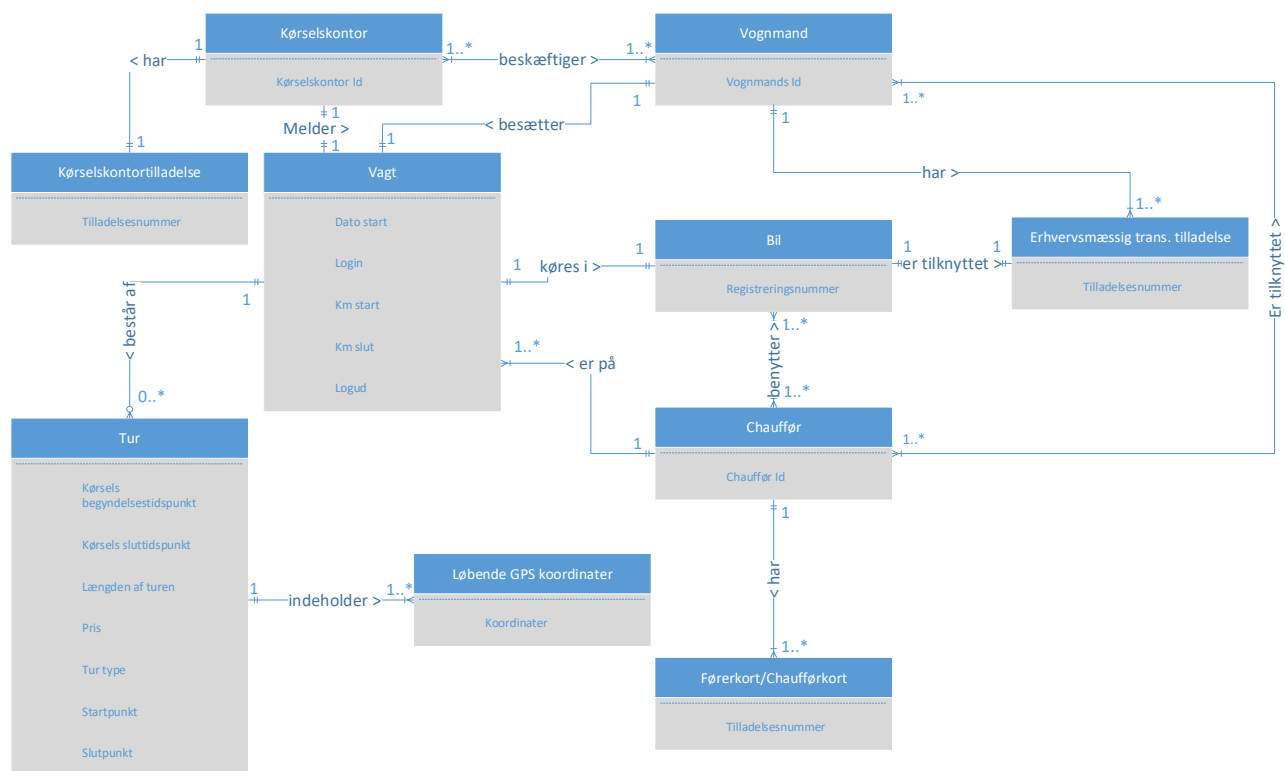 Kørselskontor
Kørselskontor Id
Vognmand
Vognmands Id
1
< har
1
1..*
beskæftiger >
1..*
1
< besætter
1
1
Melder >
1
1
har >
1..*
1..*
Er tilknyttet >
1..*
Kørselskontortilladelse
Tilladelsesnummer
Vagt
Dato start
Login
Km start
Km slut
Logud
Bil
Registreringsnummer
Erhvervsmæssig trans. tilladelse
Tilladelsesnummer
1
køres i >
1
1
er tilknyttet >
1
1
< består af
0..*
1..*
< er på
1
1..*
benytter >
1..*
Tur
Kørsels
begyndelsestidspunkt
Kørsels sluttidspunkt
Længden af turen
Pris
Tur type
Startpunkt
Slutpunkt
Chauffør
Chauffør Id
1
indeholder >
1..*
Løbende GPS koordinater
Koordinater
1
< har
1..*
Førerkort/Chaufførkort
Tilladelsesnummer